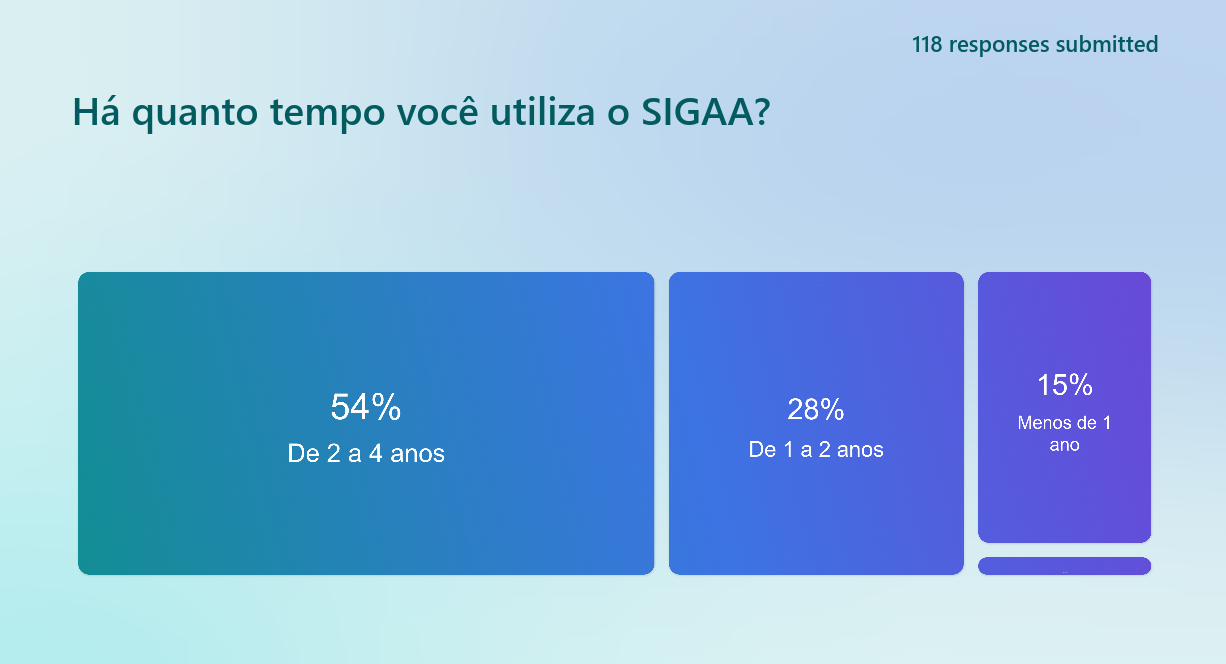 118 responses submitted
Há quanto tempo você utiliza o SIGAA?
54%
De 2 a 4 anos
28%
De 1 a 2 anos
15%
Menos de 1
ano